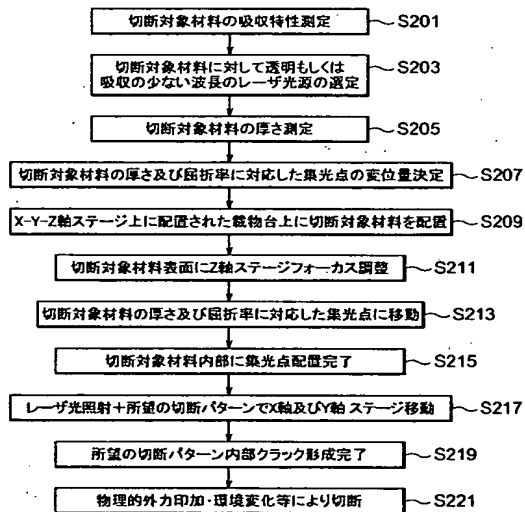 切断対象材料の吸収特性測定 S201
切断対象材料に対して透明もしくは
吸収の少ない波長のレーザ光源の選定 S203
切断対象材料の厚さ測定 S205
切断対象材料の厚さ及び屈折率に対応した集光点の変位量決定 S207
X-Y-Z軸ステージ上に配置された載物台上に切断対象材料を配置 S209
切断対象材料表面にZ軸ステージフォーカス調整 S211
切断対象材料の厚さ及び屈折率に対応した集光点に移動 S213
切断対象材料内部に集光点配置完了 S215
レーザ光照射+所望の切断パターンでX軸及びY軸 ステージ移動 S217
所望の切断パターン内部クラック形成完了 S219
物理的外力印加・環境変化等により切断 S221